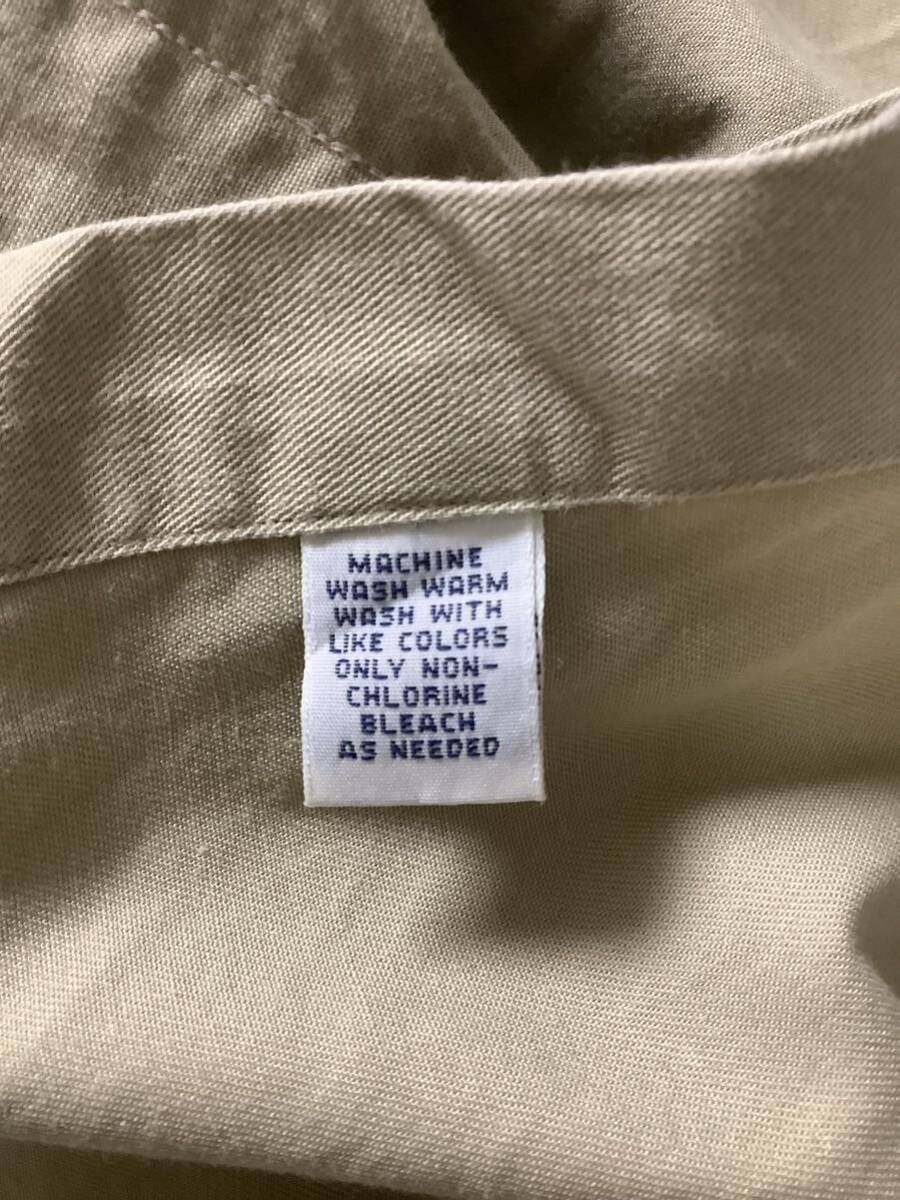 MACHINE
WASH WARM
WASH WITH
LIKE COLORS
ONLY NON-
CHLORINE
BLEACH
AS NEEDED